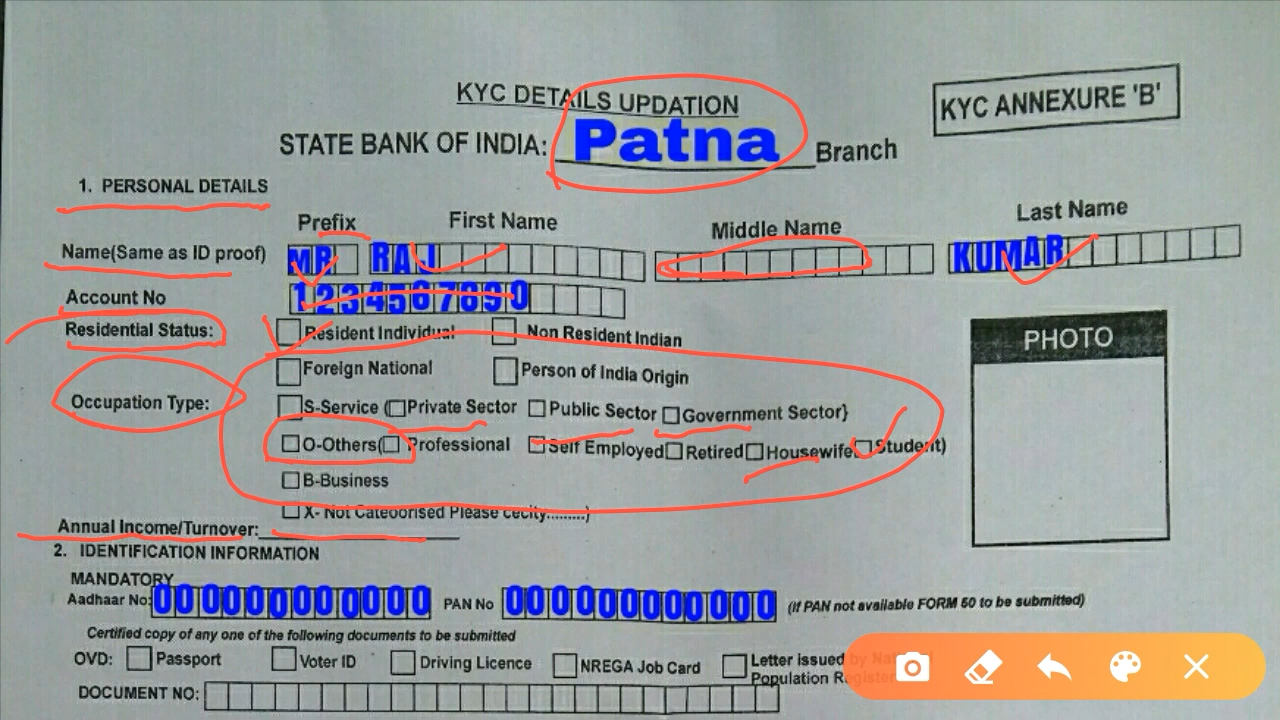 KYC DETAILS UPDATION
KYC ANNEXURE 'B'
STATE BANK OF INDIA: Patna Branch
1. PERSONAL DETAILS
Prefix First Name Middle Name Last Name
Name(Same as ID proof) MR RAJ KUMAR
Account No 1234567890
Residential Status: Resident Individual Non Resident Indian
Foreign National Person of India Origin
PHOTO
Occupation Type: S-Service (Private Sector Public Sector Government Sector}
O-Others( Professional Self Employed Retired Housewife Student)
B-Business
X- Not Categorised Please
Annual Income/Turnover:
2. IDENTIFICATION INFORMATION
MANDATORY
Aadhaar No: 000000000000 PAN No 000000000000 (If PAN not available FORM 60 to be submitted)
Certified copy of any one of the following documents to be submitted
OVD: Passport Voter ID Driving Licence NREGA Job Card Letter issued by National
Population Register
DOCUMENT NO: